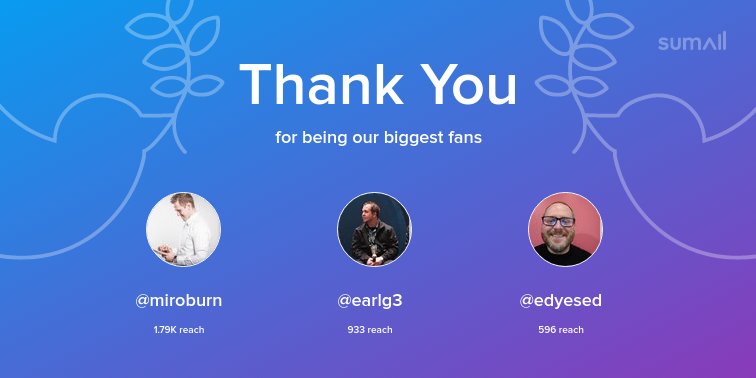 sumall
Thank You
for being our biggest fans
@miroburn
@earlg3
@edyesed
1.79K reach
933 reach
596 reach